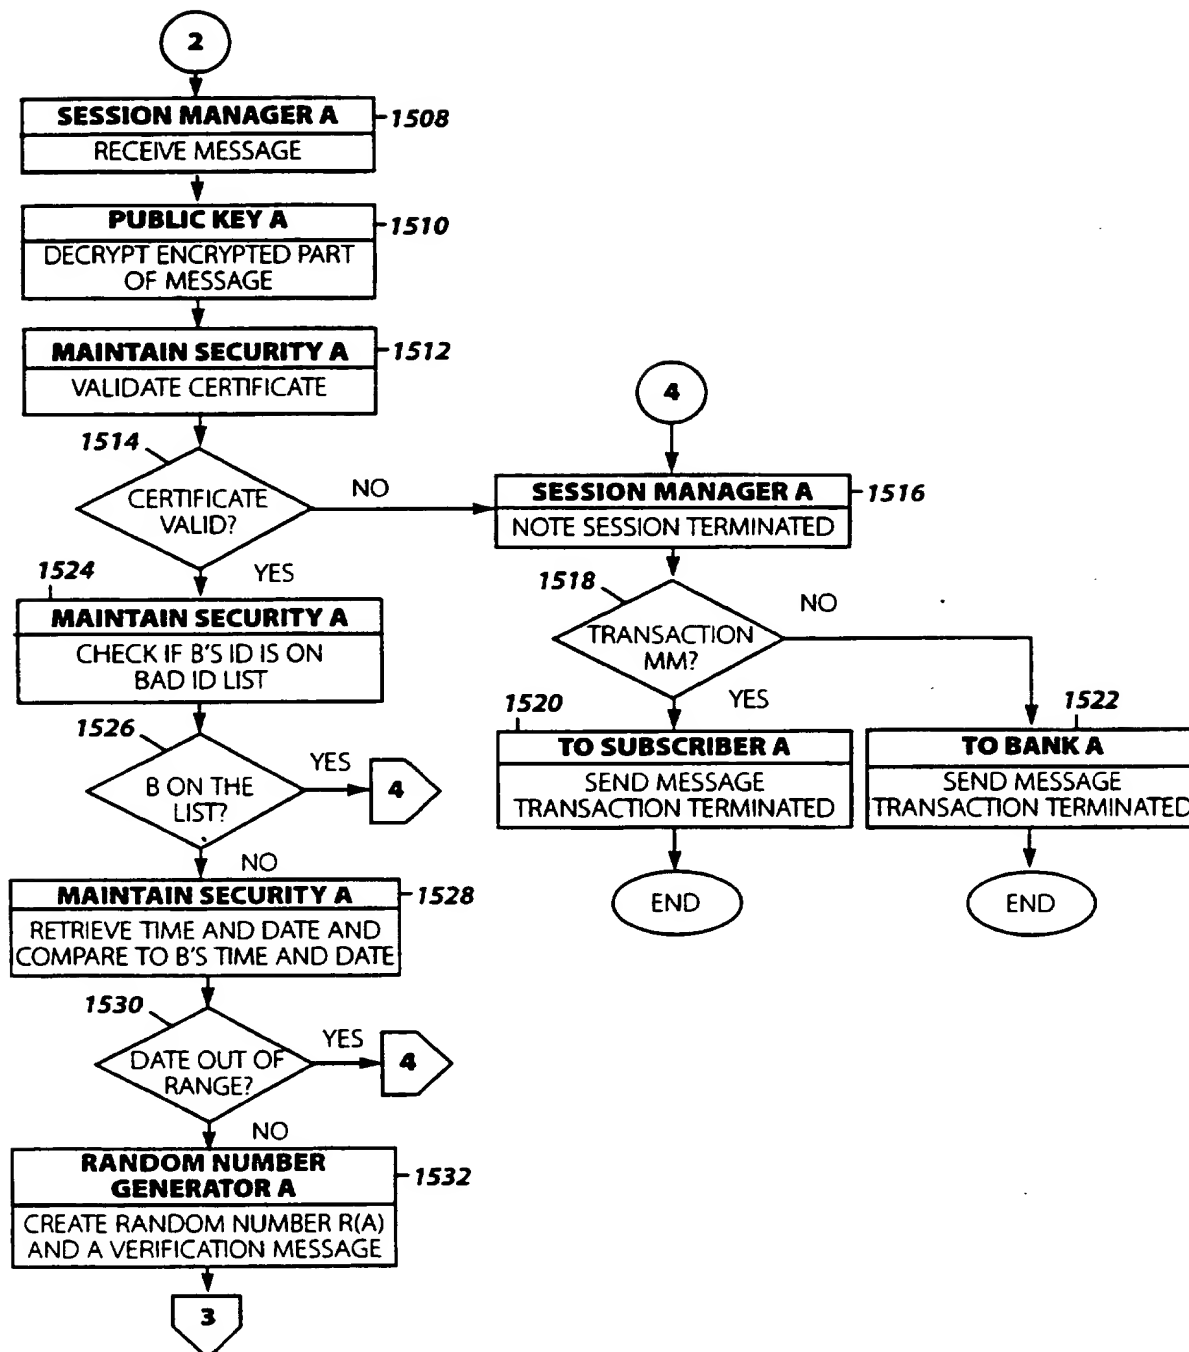 2
SESSION MANAGER A
1508
RECEIVE MESSAGE
PUBLIC KEY A
1510
DECRYPT ENCRYPTED PART
OF MESSAGE
MAINTAIN SECURITY A
1512
VALIDATE CERTIFICATE
1514
CERTIFICATE
VALID?
NO
YES
4
SESSION MANAGER A
1516
NOTE SESSION TERMINATED
1518
TRANSACTION
MM?
NO
YES
1520
TO SUBSCRIBER A
SEND MESSAGE
TRANSACTION TERMINATED
END
1522
TO BANK A
SEND MESSAGE
TRANSACTION TERMINATED
END
1524
MAINTAIN SECURITY A
CHECK IF B'S ID IS ON
BAD ID LIST
1526
B ON THE
LIST?
YES
4
NO
MAINTAIN SECURITY A
1528
RETRIEVE TIME AND DATE AND
COMPARE TO B'S TIME AND DATE
1530
DATE OUT OF
RANGE?
YES
4
NO
RANDOM NUMBER
GENERATOR A
1532
CREATE RANDOM NUMBER R(A)
AND A VERIFICATION MESSAGE
3